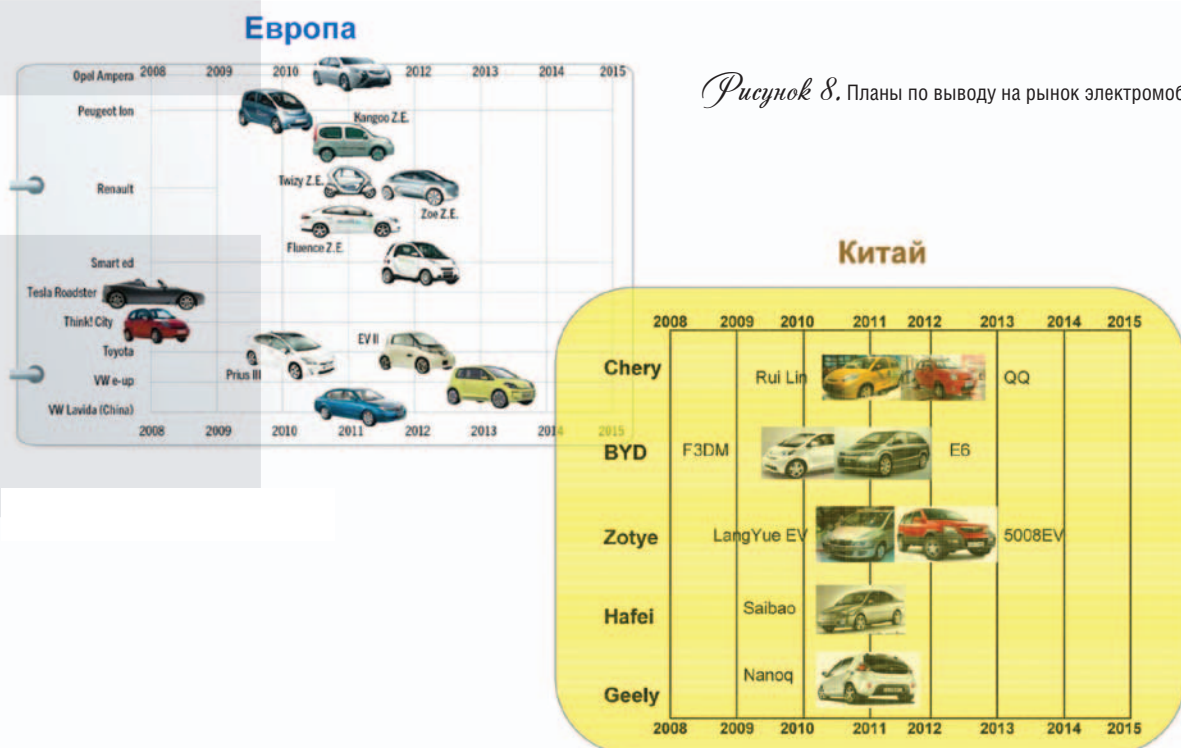 Европа
2008 2009 2010 2012 2013 2014 2015
Opel Ampera
Peugeot Ion
Kangoo Z.E.
Renault
Twizy Z.E.
Zoe Z.E.
Fluence Z.E.
Smart ed
Tesla Roadster
Think! City
Toyota
Prius III
EV II
VW e-up
VW Lavida (China)
2008 2009 2010 2011 2012 2013 2014 2015
Рисунок 8. Планы по выводу на рынок электромоб
Китай
2008 2009 2010 2011 2012 2013 2014 2015
Chery Rui Lin QQ
BYD F3DM E6
Zotye LangYue EV 5008EV
Hafei Saibao
Geely Nanoq
2008 2009 2010 2011 2012 2013 2014 2015